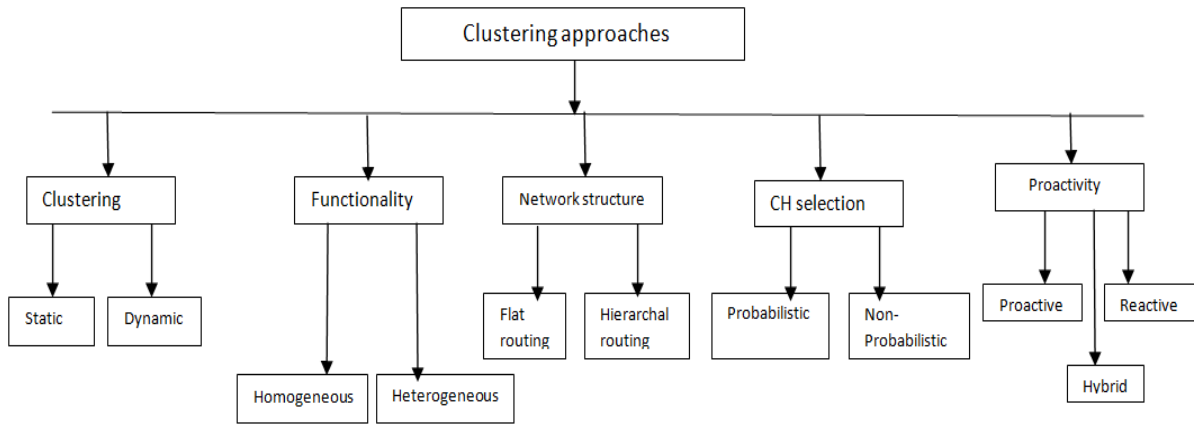 Clustering approaches
Clustering
Functionality
Network structure
CH selection
Proactivity
Static
Dynamic
Homogeneous
Heterogeneous
Flat
routing
Hierarchal
routing
Probabilistic
Non-
Probabilistic
Proactive
Reactive
Hybrid